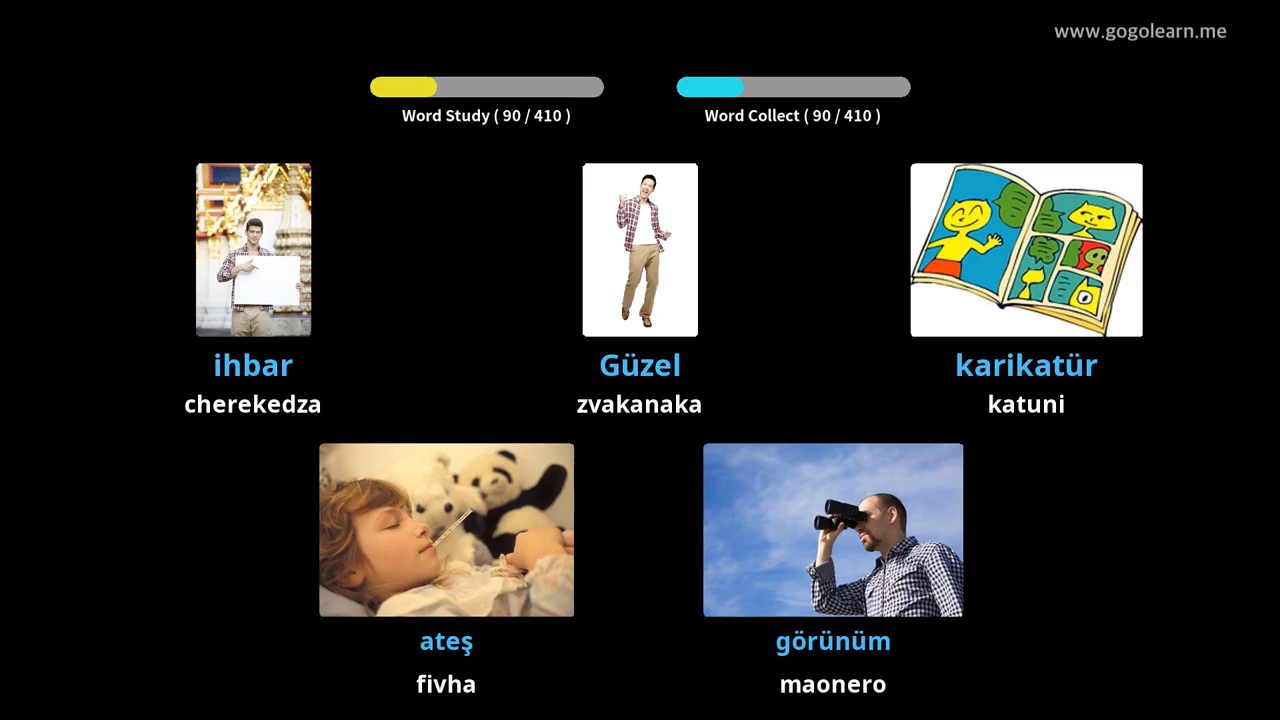 www.gogolearn.me
Word Study ( 90 / 410 )
Word Collect ( 90 / 410 )
ihbar
cherekedza
Güzel
zvakanaka
karikatür
katuni
ateş
fivha
görünüm
maonero